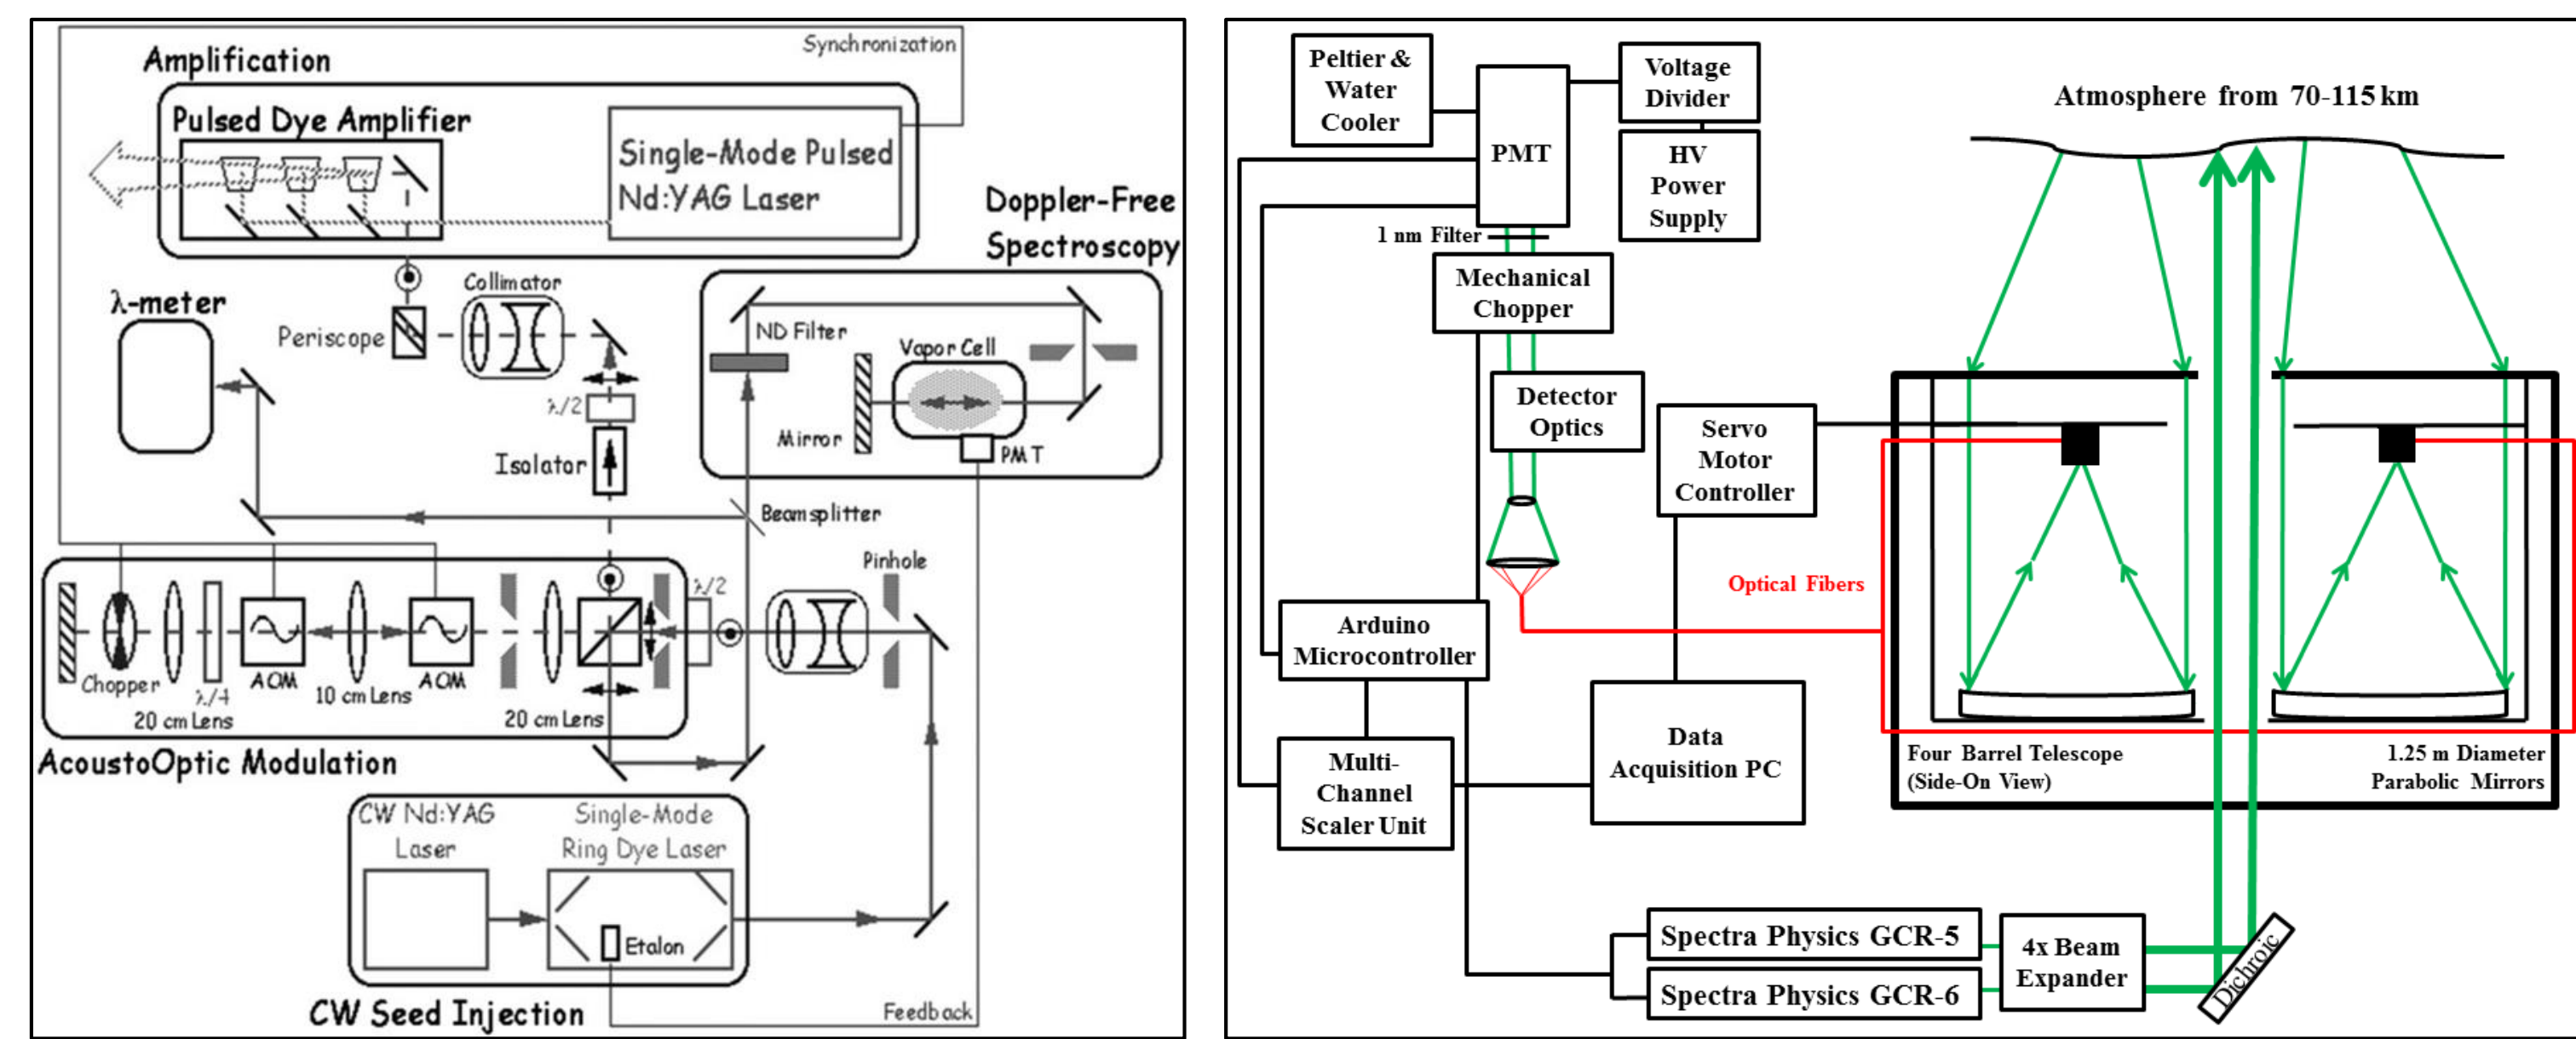 Synchronization
Amplification
Pulsed Dye Amplifier
Single-Mode Pulsed
Nd:YAG Laser
Doppler-Free
Spectroscopy
λ-meter
Collimator
Periscope
ND Filter
Vapor Cell
λ/2
Mirror
PMT
Isolator
Beamsplitter
Pinhole
λ/2
Chopper
λ/4
AOM
10 cm Lens
AOM
20 cm Lens
20 cm Lens
AcoustoOptic Modulation
CW Nd:YAG
Laser
Single-Mode
Ring Dye Laser
Etalon
Feedback
CW Seed Injection
Peltier &
Water
Cooler
PMT
Voltage
Divider
HV
Power
Supply
1 nm Filter
Mechanical
Chopper
Detector
Optics
Servo
Motor
Controller
Optical Fibers
Arduino
Microcontroller
Multi-
Channel
Scaler Unit
Data
Acquisition PC
Atmosphere from 70-115 km
Four Barrel Telescope
(Side-On View)
1.25 m Diameter
Parabolic Mirrors
Spectra Physics GCR-5
Spectra Physics GCR-6
4x Beam
Expander
Dichroic